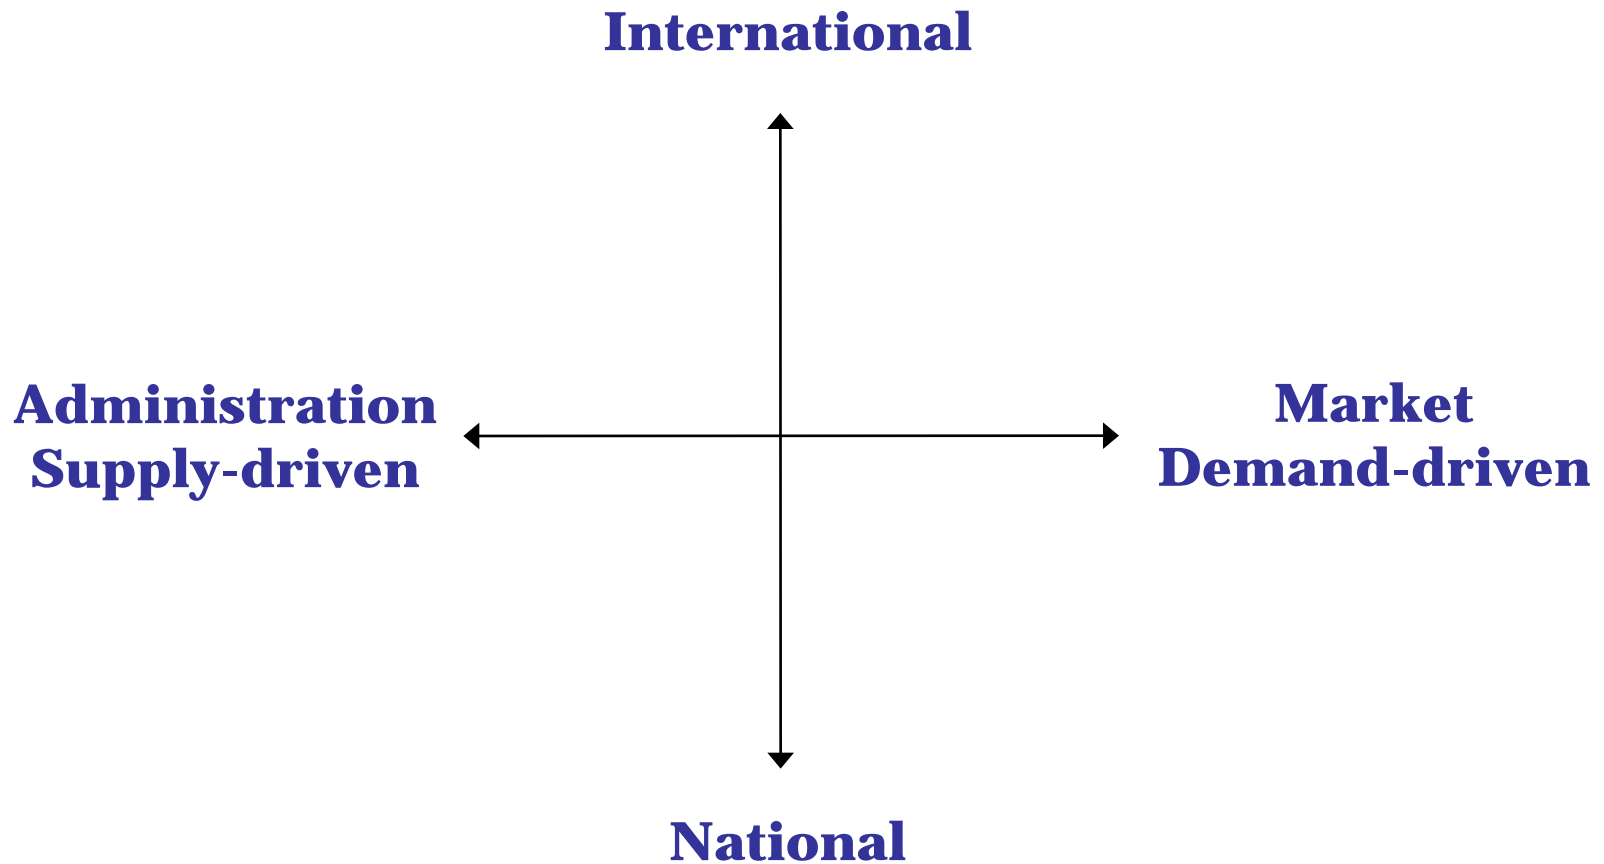 International
Administration
Supply-driven
Market
Demand-driven
National